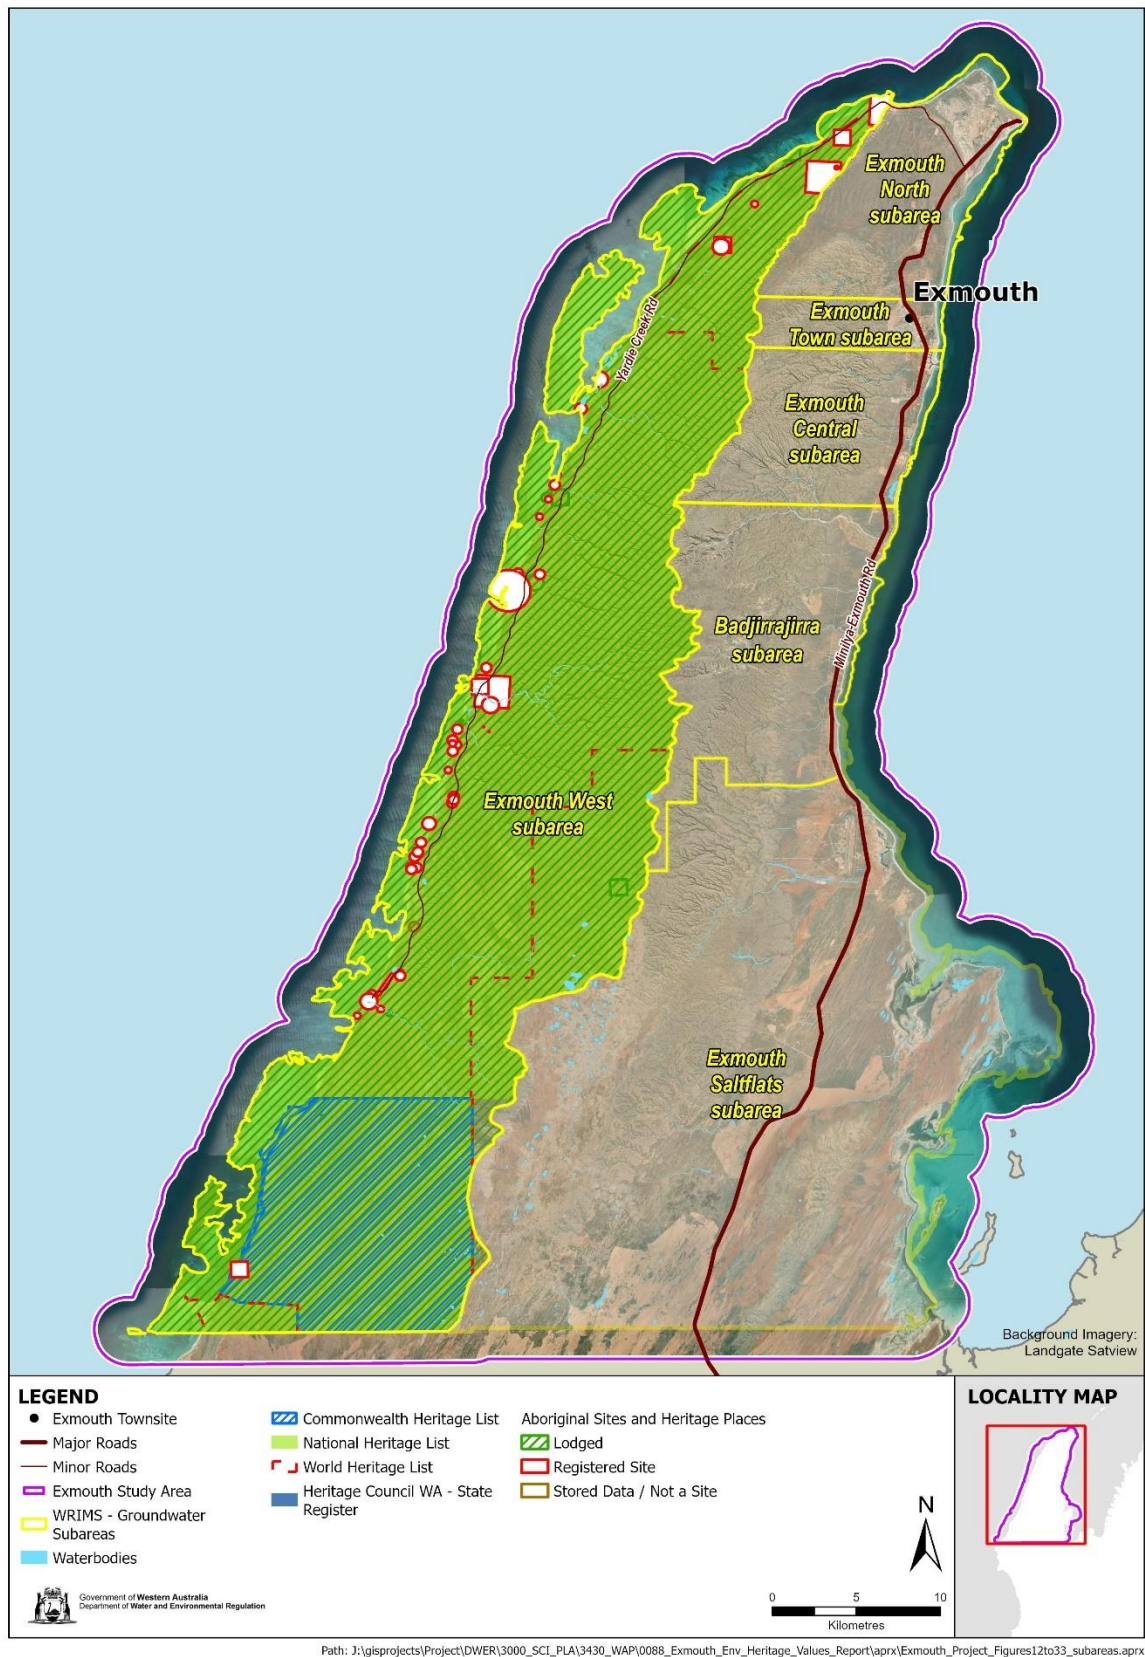 Exmouth
North
subarea
Exmouth
Exmouth
Town subarea
Yardie Creek Rd
Exmouth
Central
subarea
Minilya-Exmouth Rd
Badjirrajirra
subarea
Exmouth West
subarea
Exmouth
Saltflats
subarea
Background Imagery:
Landgate Satview
LEGEND
Exmouth Townsite
Major Roads
Minor Roads
Exmouth Study Area
WRIMS - Groundwater
Subareas
Waterbodies
Commonwealth Heritage List
National Heritage List
World Heritage List
Heritage Council WA - State
Register
Aboriginal Sites and Heritage Places
Lodged
Registered Site
Stored Data / Not a Site
N
0 5 10
Kilometres
LOCALITY MAP
Government of Western Australia
Department of Water and Environmental Regulation
Path: J:\gisprojects\Project\DWER\3000_SCI_PLA\3430_WAP\0088_Exmouth_Env_Heritage_Values_Report\aprx\Exmouth_Project_Figures12to33_subareas.aprx